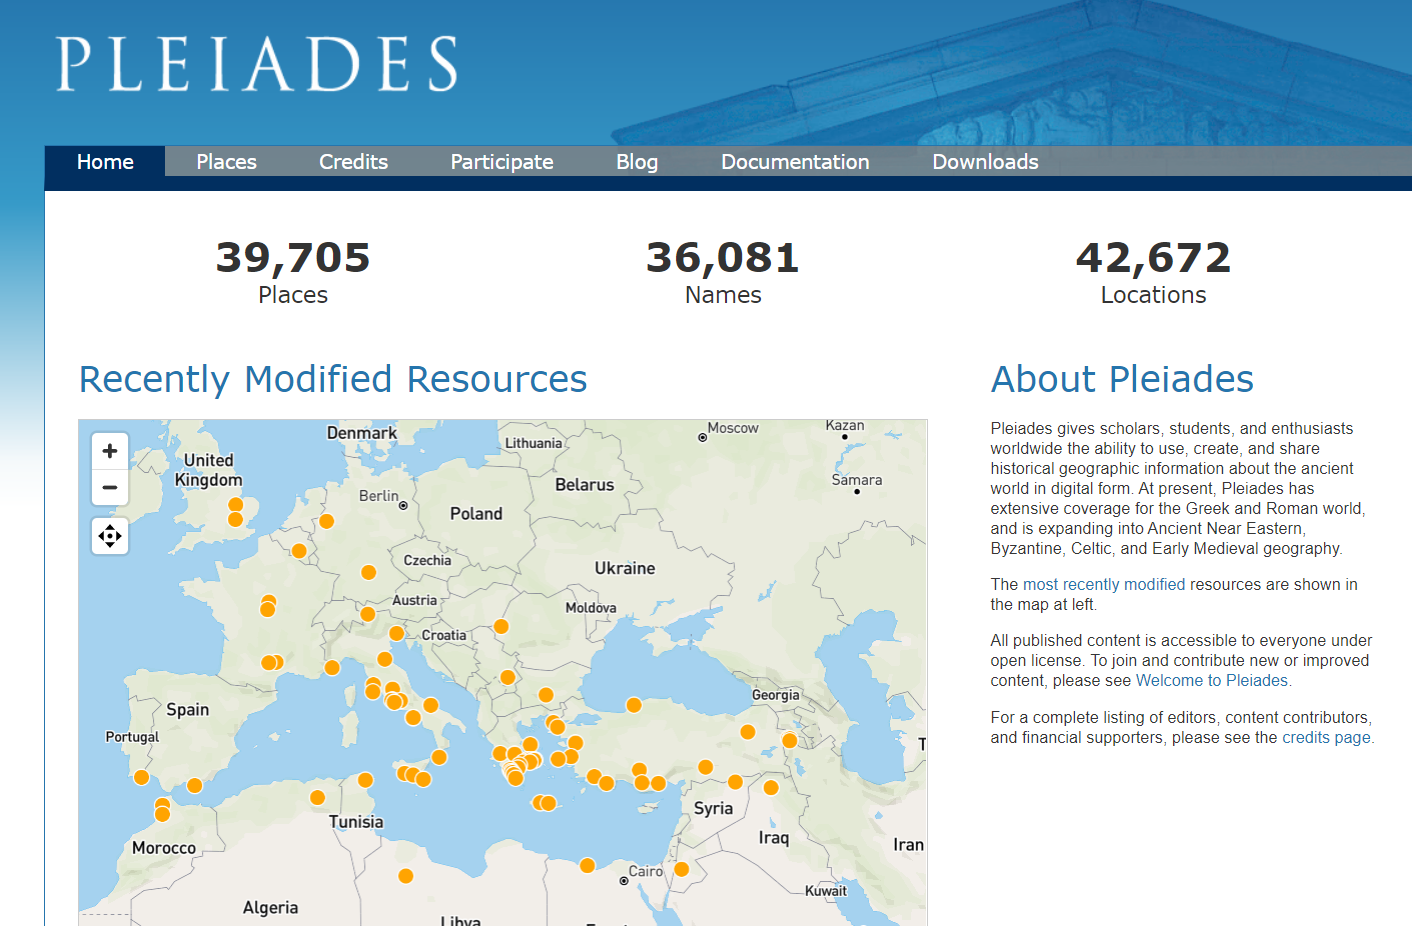 PLEIADES
Home Places Credits Participate Blog Documentation Downloads
39,705 36,081 42,672
Places Names Locations
Recently Modified Resources
+
−
Denmark
Lithuania
Moscow
Kazan
United
Kingdom
Samara
Berlin
Belarus
Poland
Czechia
Ukraine
Austria
Moldova
Croatia
Georgia
Spain
Portugal
T
Syria
Tunisia
Iraq
Iran
Morocco
Cairo
Kuwait
Algeria
Libya
About Pleiades
Pleiades gives scholars, students, and enthusiasts
worldwide the ability to use, create, and share
historical geographic information about the ancient
world in digital form. At present, Pleiades has
extensive coverage for the Greek and Roman world,
and is expanding into Ancient Near Eastern,
Byzantine, Celtic, and Early Medieval geography.
The most recently modified resources are shown in
the map at left.
All published content is accessible to everyone under
open license. To join and contribute new or improved
content, please see Welcome to Pleiades.
For a complete listing of editors, content contributors,
and financial supporters, please see the credits page.